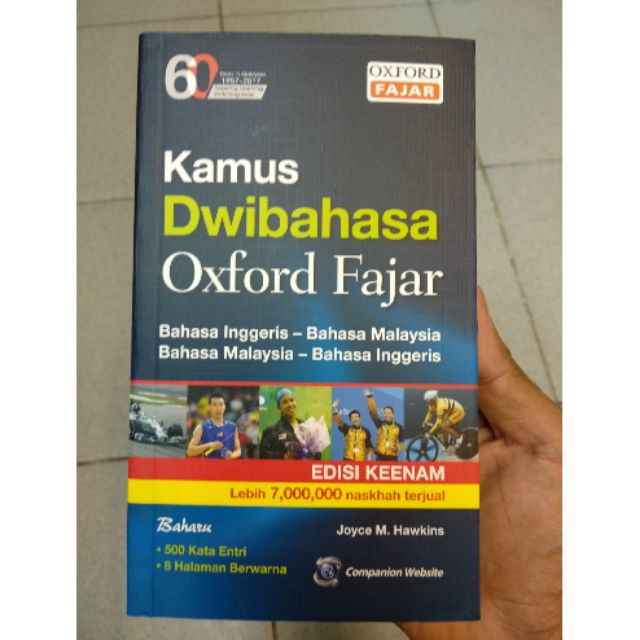 60
1957-2017
OXFORD
FAJAR
Kamus
Dwibahasa
Oxford Fajar
Bahasa Inggeris – Bahasa Malaysia
Bahasa Malaysia – Bahasa Inggeris
EDISI KEENAM
Lebih 7,000,000 naskhah terjual
Baharu
Joyce M. Hawkins
• 500 Kata Entri
• 8 Halaman Berwarna
Companion Website